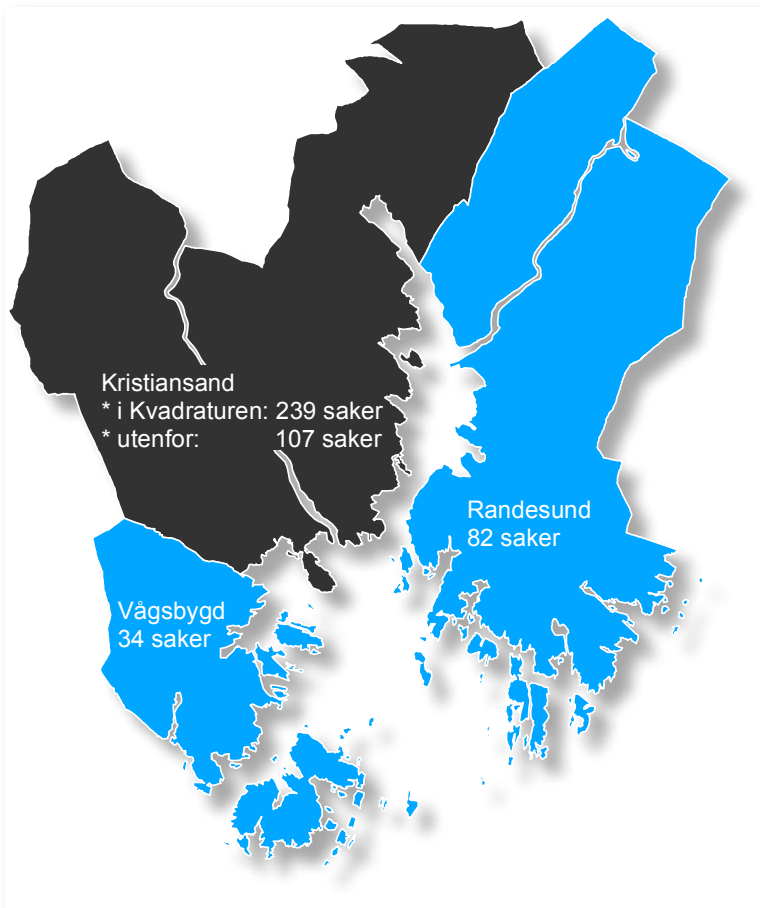 Kristiansand
* i Kvadraturen: 239 saker
* utenfor: 107 saker
Randesund
82 saker
Vågsbygd
34 saker